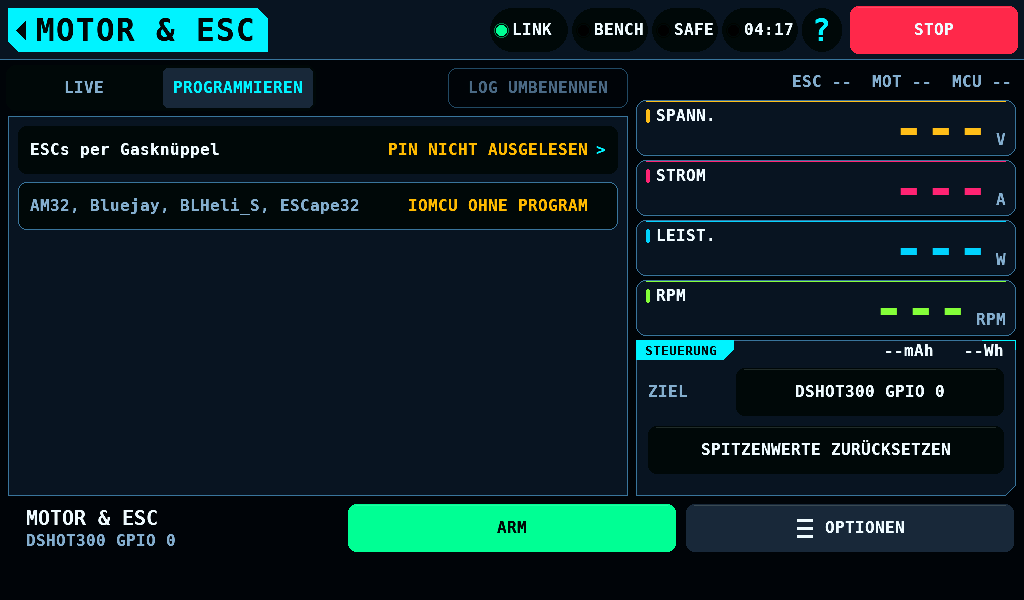 MOTOR & ESC
LINK
BENCH
SAFE
04:17
?
STOP
LIVE
PROGRAMMIEREN
LOG UMBENENNEN
ESC -- MOT -- MCU --
ESCs per Gasknüppel
PIN NICHT AUSGELESEN >
AM32, Bluejay, BLHeli_S, ESCape32
IOMCU OHNE PROGRAM
SPANN.
--- V
STROM
--- A
LEIST.
--- W
RPM
--- RPM
STEUERUNG
--mAh --Wh
ZIEL
DSHOT300 GPIO 0
SPITZENWERTE ZURÜCKSETZEN
MOTOR & ESC
DSHOT300 GPIO 0
ARM
OPTIONEN